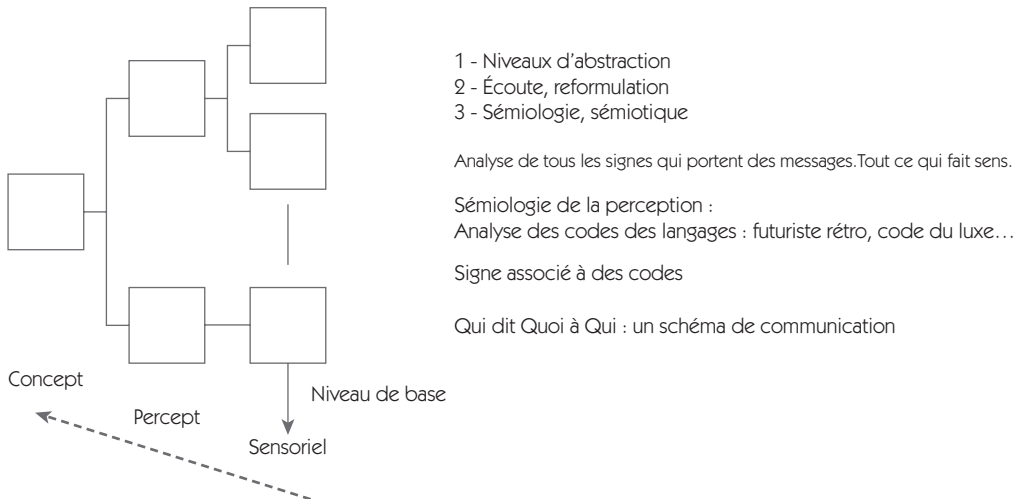 1 - Niveaux d'abstraction
2 - Écoute, reformulation
3 - Sémiologie, sémiotique
Analyse de tous les signes qui portent des messages.Tout ce qui fait sens.
Sémiologie de la perception :
Analyse des codes des langages : futuriste rétro, code du luxe…
Signe associé à des codes
Qui dit Quoi à Qui : un schéma de communication
Concept
Percept
Niveau de base
Sensoriel